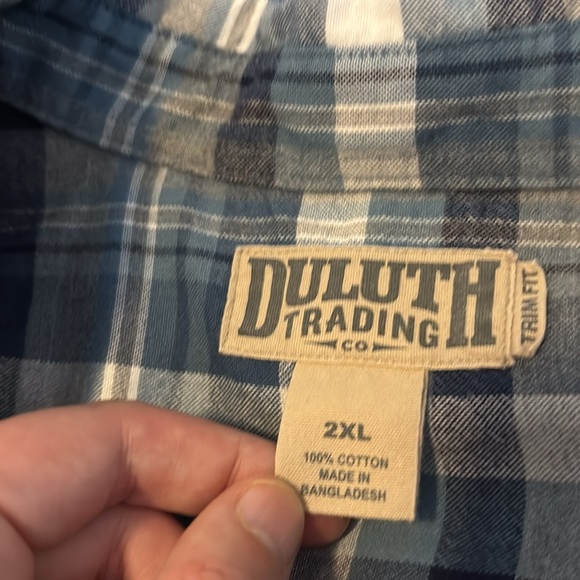 DULUTH
TRADING
CO
TRIM FIT
2XL
100% COTTON
MADE IN
BANGLADESH